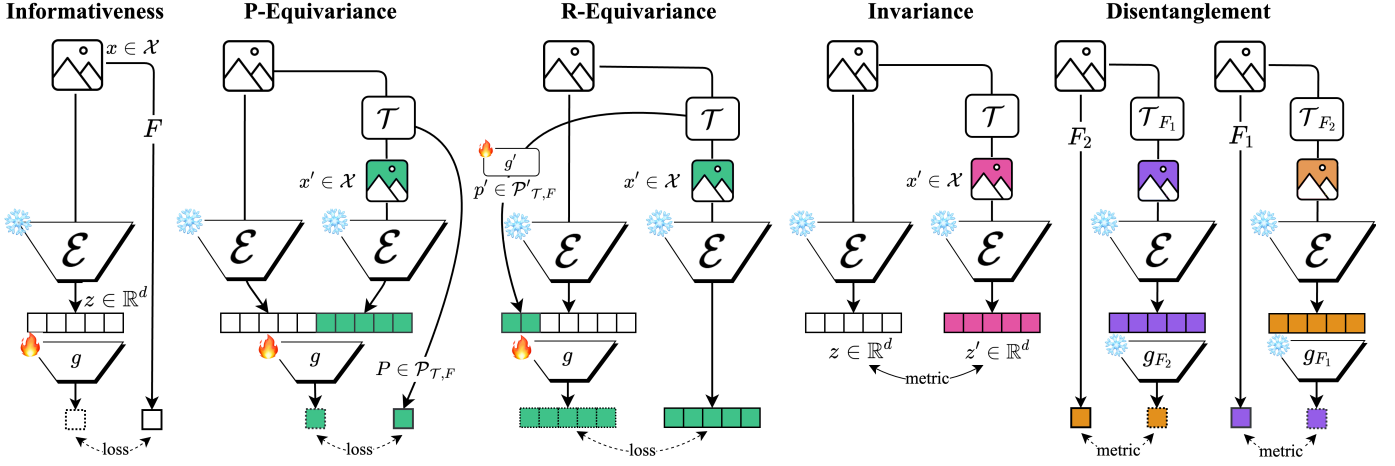 Informativeness
x ∈ 𝒳
F
ℰ
z ∈ ℝ^d
g
loss
P-Equivariance
𝒯
x′ ∈ 𝒳
ℰ
ℰ
g
P ∈ 𝒫_{𝒯,F}
loss
R-Equivariance
𝒯
g′
p′ ∈ 𝒫′_{𝒯,F}
x′ ∈ 𝒳
ℰ
ℰ
g
loss
Invariance
𝒯
x′ ∈ 𝒳
ℰ
ℰ
z ∈ ℝ^d
z′ ∈ ℝ^d
metric
Disentanglement
F_2
𝒯_{F_1}
ℰ
g_{F_2}
metric
F_1
𝒯_{F_2}
ℰ
g_{F_1}
metric